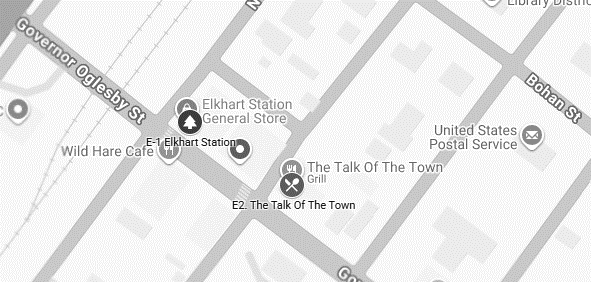 Library District
Governor Oglesby St
Bohan St
Elkhart Station
General Store
E-1 Elkhart Station
Wild Hare Cafe
United States
Postal Service
The Talk Of The Town
Grill
E2. The Talk Of The Town